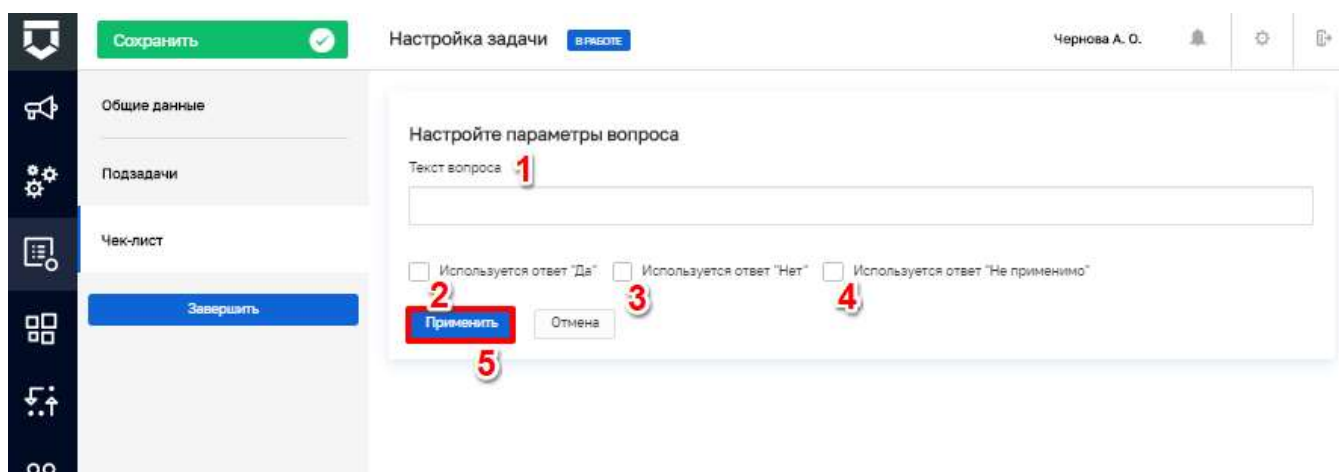 Сохранить
Настройка задачи
В РАБОТЕ
Чернова А. О.
Общие данные
Подзадачи
Чек-лист
Завершить
Настройте параметры вопроса
Текст вопроса 1
Используется ответ "Да" Используется ответ "Нет" Используется ответ "Не применимо"
2 3 4
Применить Отмена
5